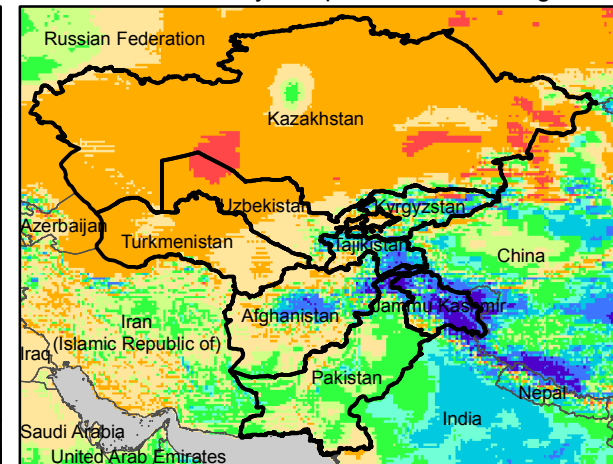 Russian Federation
Kazakhstan
Uzbekistan
Kyrgyzstan
Azerbaijan
Turkmenistan
Tajikistan
China
Iran
(Islamic Republic of)
Afghanistan
Jammu Kashmir
Iraq
Pakistan
Nepal
India
Saudi Arabia
United Arab Emirates